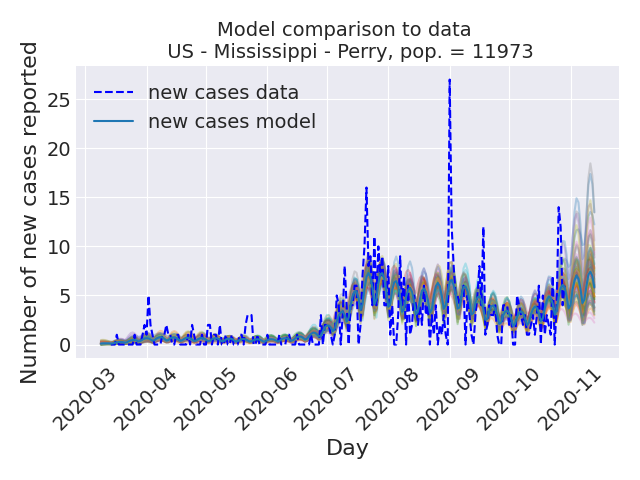 Model comparison to data
US - Mississippi - Perry, pop. = 11973
Number of new cases reported
new cases data
new cases model
25
20
15
10
5
0
2020-03
2020-04
2020-05
2020-06
2020-07
2020-08
2020-09
2020-10
2020-11
Day